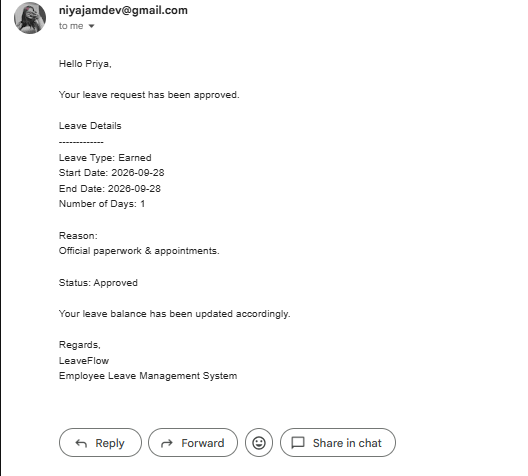 niyajamdev@gmail.com
to me
Hello Priya,
Your leave request has been approved.
Leave Details
-------------
Leave Type: Earned
Start Date: 2026-09-28
End Date: 2026-09-28
Number of Days: 1
Reason:
Official paperwork & appointments.
Status: Approved
Your leave balance has been updated accordingly.
Regards,
LeaveFlow
Employee Leave Management System
Reply
Forward
Share in chat